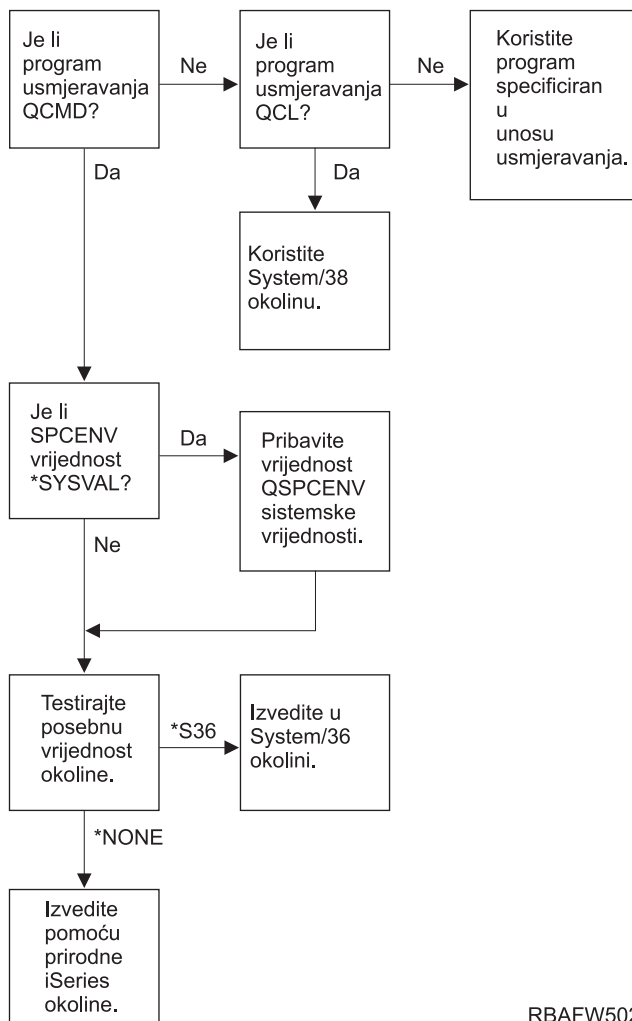 Je li
program
usmjeravanja
QCMD?
Ne
Je li
program
usmjeravanja
QCL?
Ne
Koristite
program
specificiran
u
unosu
usmjeravanja.
Da
Da
Koristite
System/38
okolinu.
Je li
SPCENV
vrijednost
*SYSVAL?
Da
Pribavite
vrijednost
QSPCENV
sistemske
vrijednosti.
Ne
Testirajte
posebnu
vrijednost
okoline.
*S36
Izvedite u
System/36
okolini.
*NONE
Izvedite
pomoću
prirodne
iSeries
okoline.